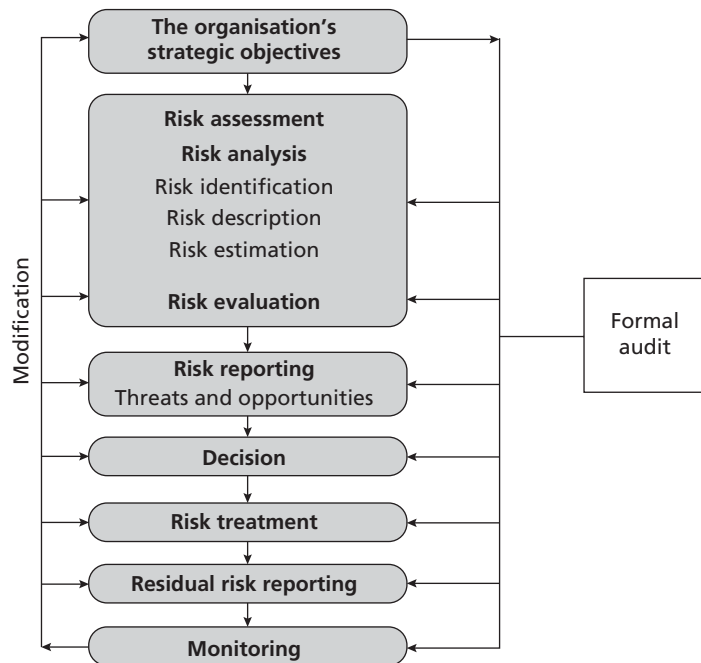 The organisation's
strategic objectives
Risk assessment
Risk analysis
Risk identification
Risk description
Risk estimation
Risk evaluation
Modification
Formal
audit
Risk reporting
Threats and opportunities
Decision
Risk treatment
Residual risk reporting
Monitoring